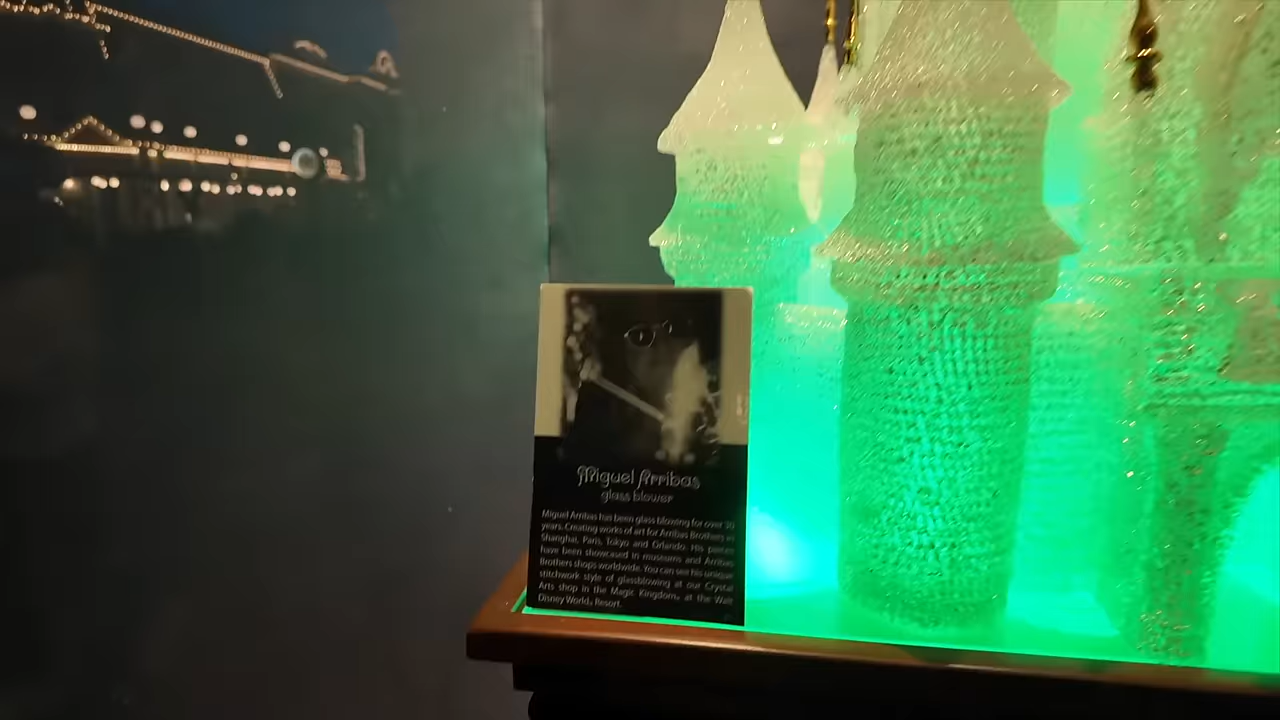 Miguel Arribas
glass blower
Miguel Arribas has been glass blowing for over 30
years. Creating works of art for Arribas Brothers in
Shanghai, Paris, Tokyo and Orlando. His pieces
have been showcased in museums and Arribas
Brothers shops worldwide. You can see his unique
stitchwork style of glassblowing at our Crystal
Arts shop in the Magic Kingdom® at the Walt
Disney World® Resort.